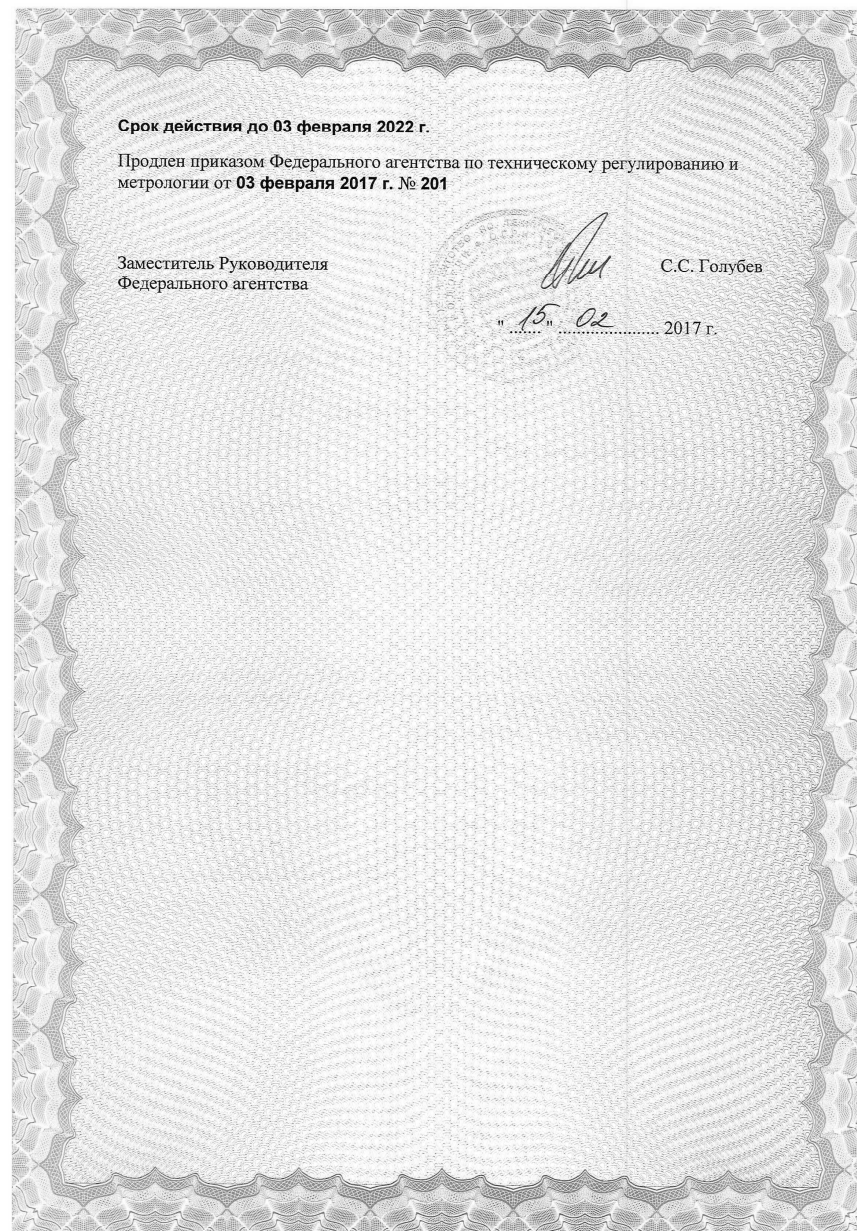 Срок действия до 03 февраля 2022 г.
Продлен приказом Федерального агентства по техническому регулированию и
метрологии от 03 февраля 2017 г. № 201
Заместитель Руководителя
Федерального агентства
С.С. Голубев
" 15 " 02 2017 г.